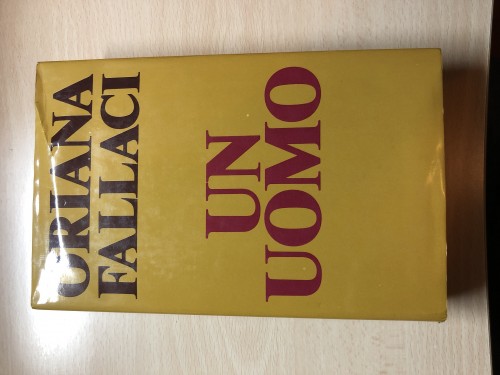 ORIANA
FALLACI
UN
UOMO